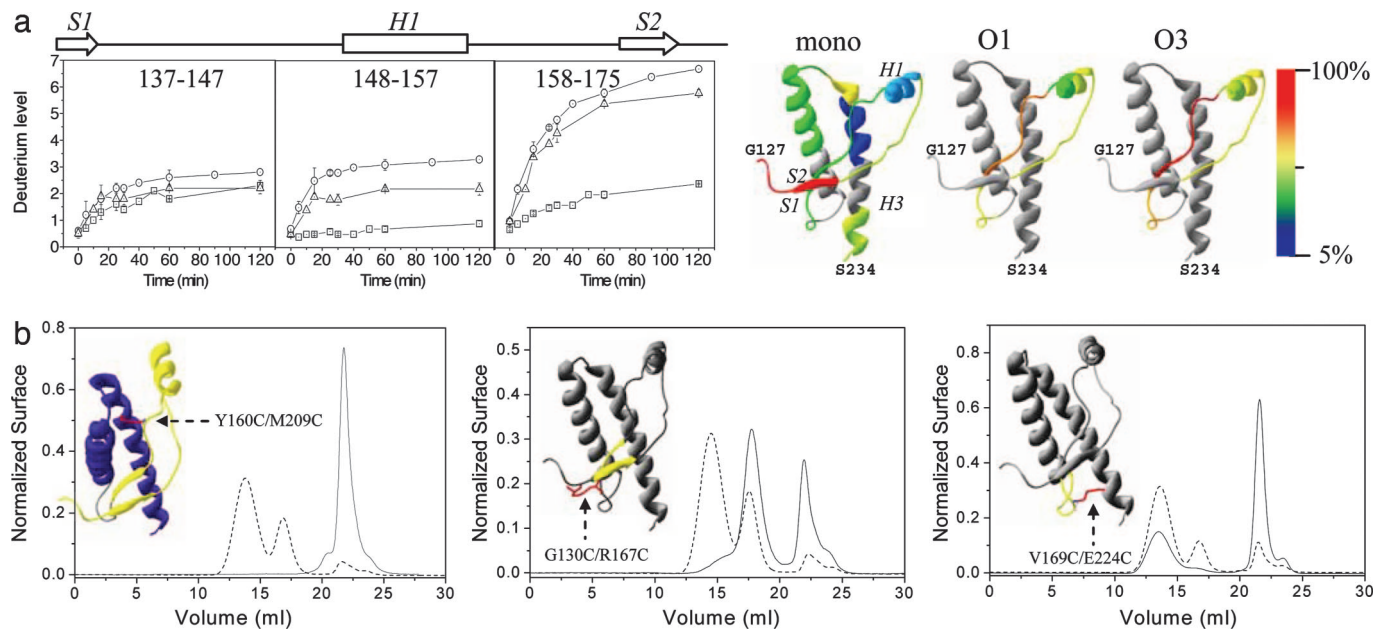 a
S1 H1 S2
137-147 148-157 158-175
Deuterium level
7
6
5
4
3
2
1
0
0 20 40 60 80 100 120 0 20 40 60 80 100 120 0 20 40 60 80 100 120
Time (min) Time (min) Time (min)
mono O1 O3
H1
G127 G127 G127
S2
S1
H3
S234 S234 S234
100%
5%
b
Normalized Surface
0.8
0.6
0.4
0.2
0.0
Y160C/M209C
0 5 10 15 20 25 30
Volume (ml)
Normalized Surface
0.5
0.4
0.3
0.2
0.1
0.0
G130C/R167C
0 5 10 15 20 25 30
Volume (ml)
Normalized Surface
0.8
0.6
0.4
0.2
0.0
V169C/E224C
0 5 10 15 20 25 30
Volume (ml)